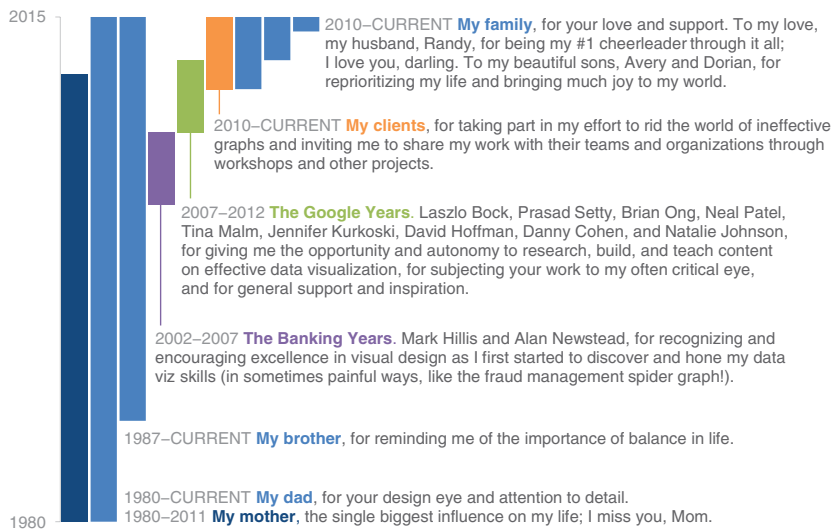 2015
2010–CURRENT My family, for your love and support. To my love,
my husband, Randy, for being my #1 cheerleader through it all;
I love you, darling. To my beautiful sons, Avery and Dorian, for
reprioritizing my life and bringing much joy to my world.
2010–CURRENT My clients, for taking part in my effort to rid the world of ineffective
graphs and inviting me to share my work with their teams and organizations through
workshops and other projects.
2007–2012 The Google Years. Laszlo Bock, Prasad Setty, Brian Ong, Neal Patel,
Tina Malm, Jennifer Kurkoski, David Hoffman, Danny Cohen, and Natalie Johnson,
for giving me the opportunity and autonomy to research, build, and teach content
on effective data visualization, for subjecting your work to my often critical eye,
and for general support and inspiration.
2002–2007 The Banking Years. Mark Hillis and Alan Newstead, for recognizing and
encouraging excellence in visual design as I first started to discover and hone my data
viz skills (in sometimes painful ways, like the fraud management spider graph!).
1987–CURRENT My brother, for reminding me of the importance of balance in life.
1980–CURRENT My dad, for your design eye and attention to detail.
1980–2011 My mother, the single biggest influence on my life; I miss you, Mom.
1980